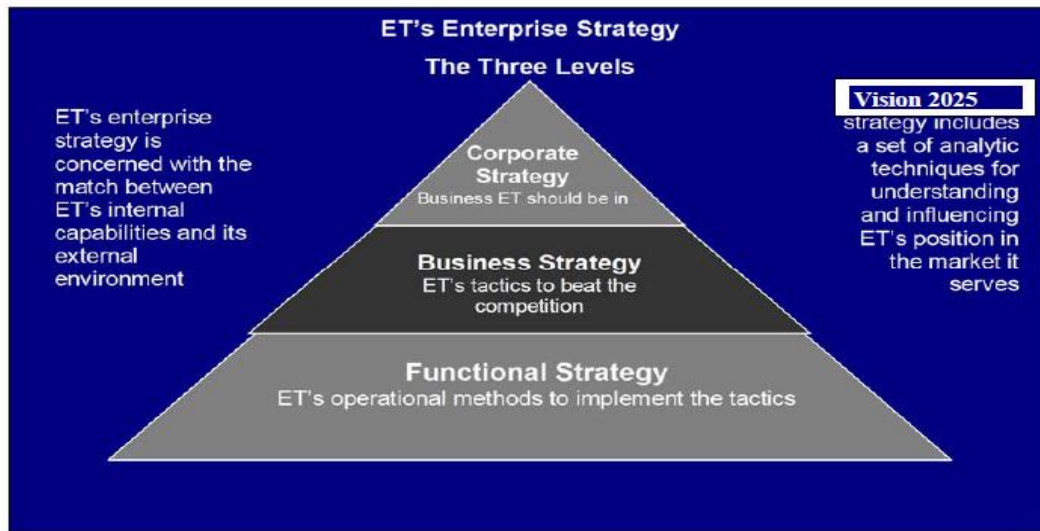 ET's Enterprise Strategy
The Three Levels
ET's enterprise
strategy is
concerned with the
match between
ET's internal
capabilities and its
external
environment
Corporate
Strategy
Business ET should be in
Business Strategy
ET's tactics to beat the
competition
Functional Strategy
ET's operational methods to implement the tactics
Vision 2025
strategy includes
a set of analytic
techniques for
understanding
and influencing
ET's position in
the market it
serves